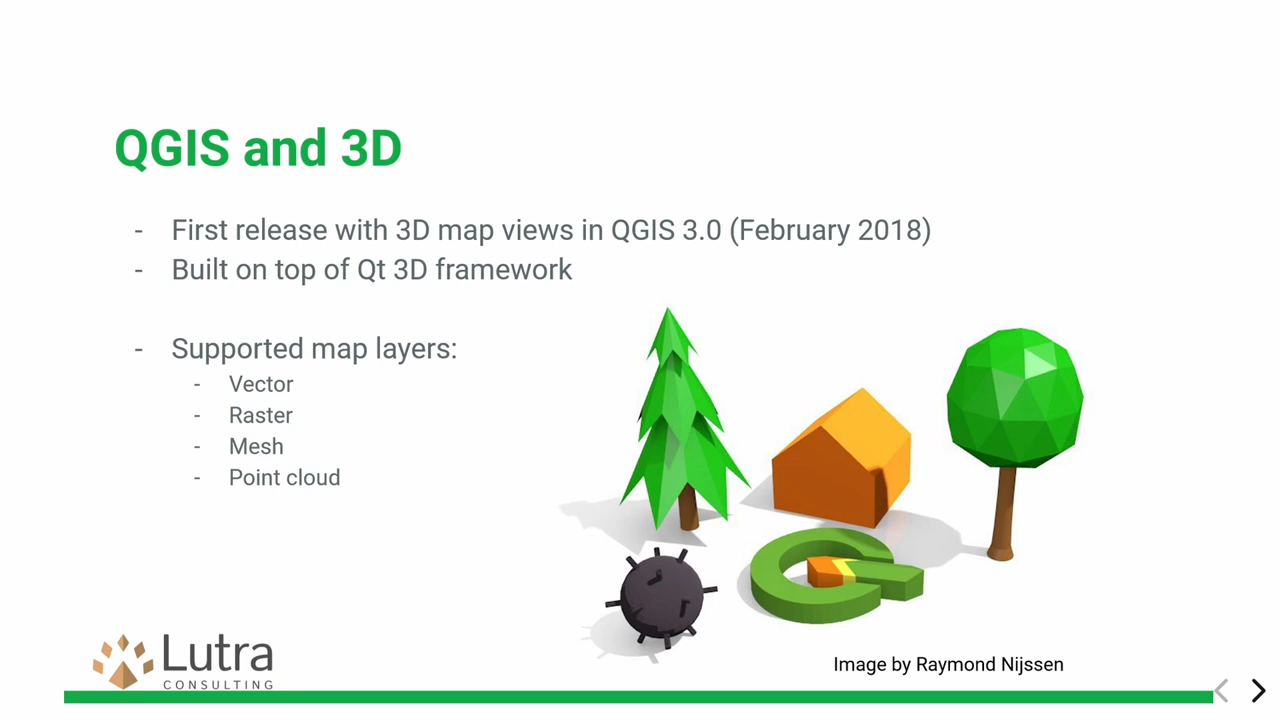 QGIS and 3D
- First release with 3D map views in QGIS 3.0 (February 2018)
- Built on top of Qt 3D framework
- Supported map layers:
- Vector
- Raster
- Mesh
- Point cloud
Lutra
CONSULTING
Image by Raymond Nijssen